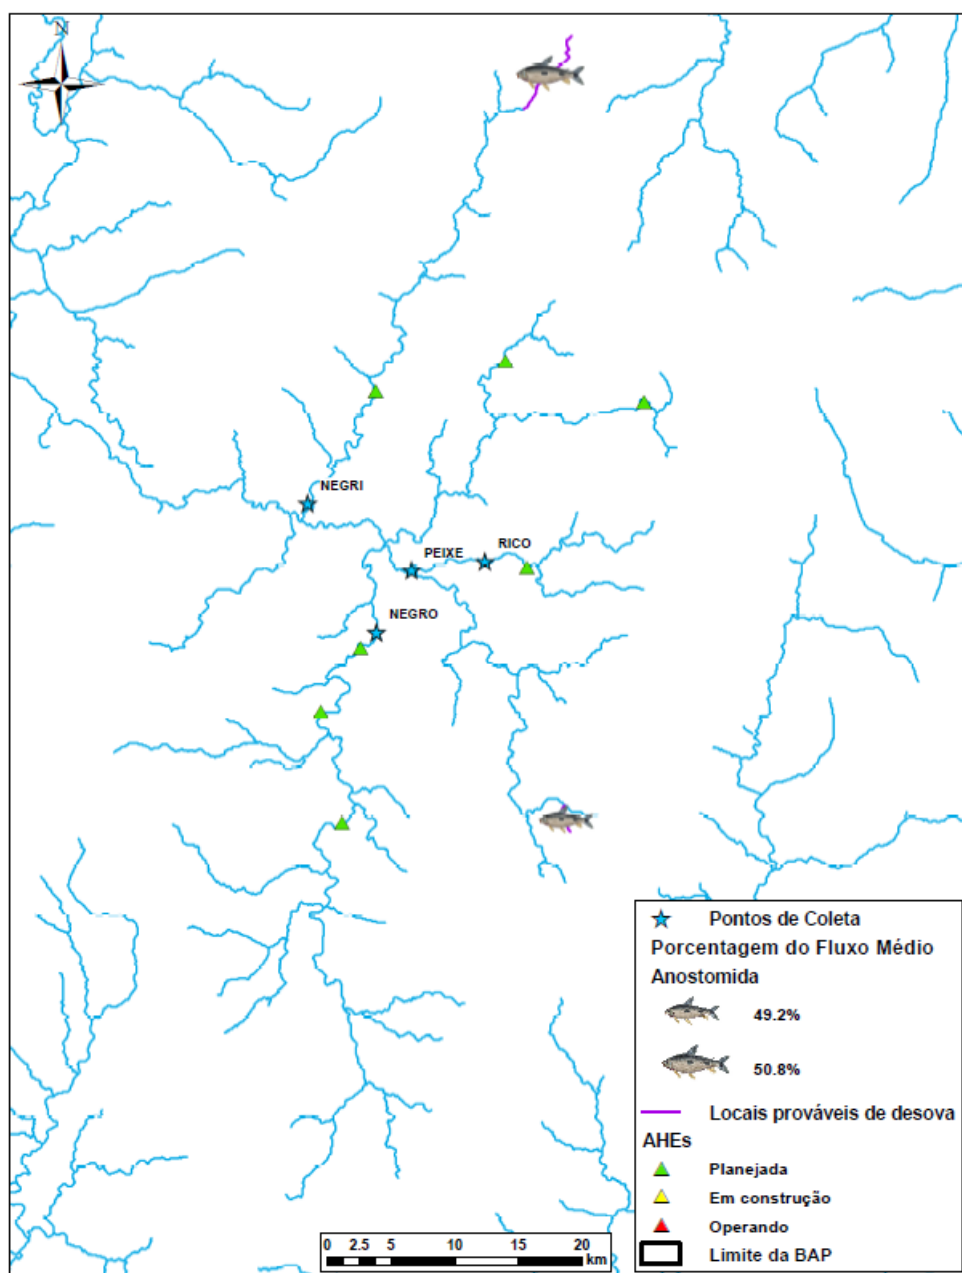 N
NEGRI
PEIXE
RICO
NEGRO
Pontos de Coleta
Porcentagem do Fluxo Médio
Anostomida
49.2%
50.8%
Locais prováveis de desova
AHEs
Planejada
Em construção
Operando
Limite da BAP
0 2.5 5 10 15 20
km